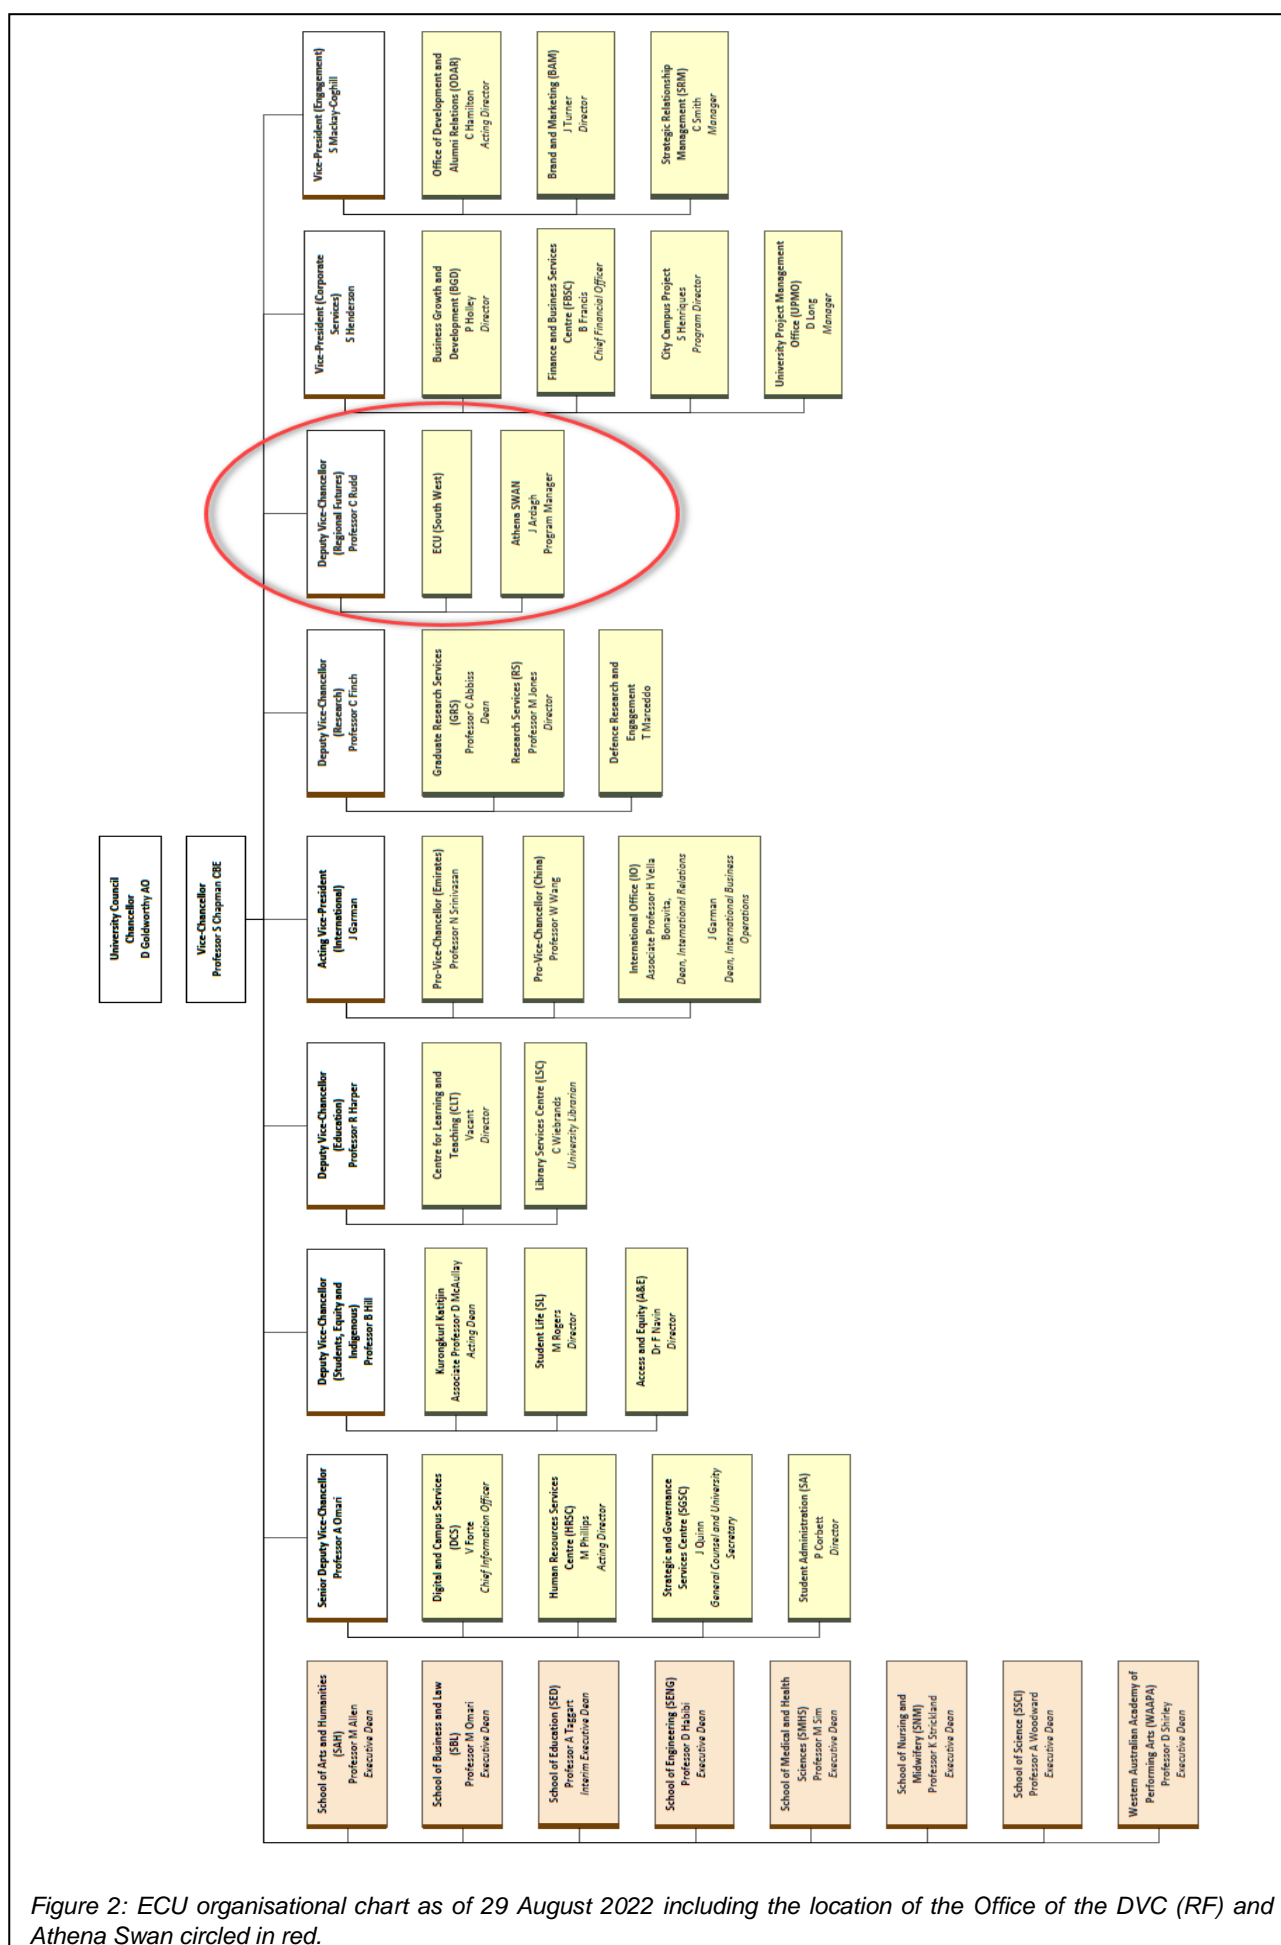 University Council
Chancellor
D Goldworthy AO
Vice-Chancellor
Professor S Chapman CBE
School of Arts and Humanities
(SAH)
Professor M Allen
Executive Dean
School of Business and Law
(SBL)
Professor M Omari
Executive Dean
School of Education (SED)
Professor A Taggart
Interim Executive Dean
School of Engineering (SENG)
Professor D Habibi
Executive Dean
School of Medical and Health
Sciences (SMHS)
Professor M Sim
Executive Dean
School of Nursing and
Midwifery (SNM)
Professor K Strickland
Executive Dean
School of Science (SSCI)
Professor A Woodward
Executive Dean
Western Australian Academy of
Performing Arts (WAAPA)
Professor D Shirley
Executive Dean
Senior Deputy Vice-Chancellor
Professor A Omari
Digital and Campus Services
(DCS)
V Forte
Chief Information Officer
Human Resources Services
Centre (HRSC)
M Phillips
Acting Director
Strategic and Governance
Services Centre (SGSC)
J Quinn
General Counsel and University
Secretary
Student Administration (SA)
P Corbett
Director
Deputy Vice-Chancellor
(Students, Equity and
Indigenous)
Professor B Hill
Kurongkurl Katitjin
Associate Professor D McAullay
Acting Dean
Student Life (SL)
M Rogers
Director
Access and Equity (A&E)
Dr F Navin
Director
Deputy Vice-Chancellor
(Education)
Professor R Harper
Centre for Learning and
Teaching (CLT)
Vacant
Director
Library Services Centre (LSC)
C Wiebrands
University Librarian
Acting Vice-President
(International)
J Garman
Pro-Vice-Chancellor (Emirates)
Professor N Srinivasan
Pro-Vice-Chancellor (China)
Professor W Wang
International Office (IO)
Associate Professor H Vella
Bonavita,
Dean, International Relations
J Garman
Dean, International Business
Operations
Deputy Vice-Chancellor
(Research)
Professor C Finch
Graduate Research Services
(GRS)
Professor C Abbiss
Dean
Research Services (RS)
Professor M Jones
Director
Defence Research and
Engagement
T Marceddo
Deputy Vice-Chancellor
(Regional Futures)
Professor C Rudd
ECU (South West)
Athena SWAN
J Ardagh
Program Manager
Vice-President (Corporate
Services)
S Henderson
Business Growth and
Development (BGD)
P Holley
Director
Finance and Business Services
Centre (FBSC)
B Francis
Chief Financial Officer
City Campus Project
S Henriques
Program Director
University Project Management
Office (UPMO)
D Long
Manager
Vice-President (Engagement)
S Mackay-Coghill
Office of Development and
Alumni Relations (ODAR)
C Hamilton
Acting Director
Brand and Marketing (BAM)
J Turner
Director
Strategic Relationship
Management (SRM)
C Smith
Manager
Figure 2: ECU organisational chart as of 29 August 2022 including the location of the Office of the DVC (RF) and
Athena Swan circled in red.